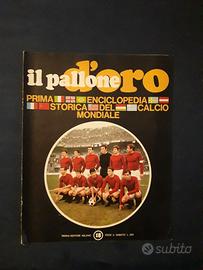 il pallone d'oro
PRIMA ENCICLOPEDIA
STORICA DEL CALCIO
MONDIALE
subito